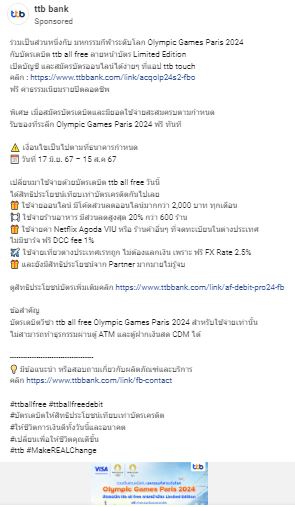 ttb bank
Sponsored
ร่วมเป็นส่วนหนึ่งกับ มหกรรมกีฬาระดับโลก Olympic Games Paris 2024
กับบัตรเดบิต ttb all free ลายหน้าบัตร Limited Edition
เปิดบัญชี และสมัครบัตรออนไลน์ได้ง่ายๆ ที่แอป ttb touch
คลิก : https://www.ttbbank.com/link/acqolp24s2-fbo
ฟรี ค่าธรรมเนียมรายปีตลอดชีพ
พิเศษ เมื่อสมัครบัตรเดบิตและมียอดใช้จ่ายสะสมครบตามกำหนด
รับของที่ระลึก Olympic Games Paris 2024 ฟรี ทันที
⚠️ เงื่อนไขเป็นไปตามที่ธนาคารกำหนด
📅 วันที่ 17 มิ.ย. 67 – 15 ส.ค 67
เปลี่ยนมาใช้จ่ายด้วยบัตรเดบิต ttb all free วันนี้
ได้สิทธิประโยชน์เทียบเท่าบัตรเครดิตกันไปเลย
🎁 ใช้จ่ายออนไลน์ มีโค้ดส่วนลดออนไลน์มากกว่า 2,000 บาท ทุกเดือน
🍽️ ใช้จ่ายร้านอาหาร มีส่วนลดสูงสุด 20% กว่า 600 ร้าน
🎁 ใช้จ่ายค่า Netflix Agoda VIU หรือ ร้านค้าอื่นๆ ที่จดทะเบียนในต่างประเทศ
ไม่มีชาร์จ ฟรี DCC fee 1%
🛒 ใช้จ่ายเที่ยวต่างประเทศเรทถูก ไม่ต้องแลกเงิน เพราะ ฟรี FX Rate 2.5%
🎁 และยังมีสิทธิประโยชน์จาก Partner มากมายไม่รู้จบ
ดูสิทธิประโยชน์บัตรเพิ่มเติมคลิก https://www.ttbbank.com/link/af-debit-pro24-fb
ข้อสำคัญ
บัตรเดบิตวีซ่า ttb all free Olympic Games Paris 2024 สำหรับใช้จ่ายเท่านั้น
ไม่สามารถทำธุรกรรมผ่านตู้ ATM และตู้ฝากเงินสด CDM ได้
------------------------------------
💡 มีข้อแนะนำ หรือสอบถามเกี่ยวกับผลิตภัณฑ์และบริการ
คลิก https://www.ttbbank.com/link/fb-contact
#ttballfree #ttballfreedebit
#บัตรเดบิตให้สิทธิประโยชน์เทียบเท่าบัตรเครดิต
#ให้ชีวิตการเงินดีทั้งวันนี้และอนาคต
#เปลี่ยนเพื่อให้ชีวิตคุณดีขึ้น
#ttb #MakeREALChange
VISA
ttb
Olympic Games Paris 2024